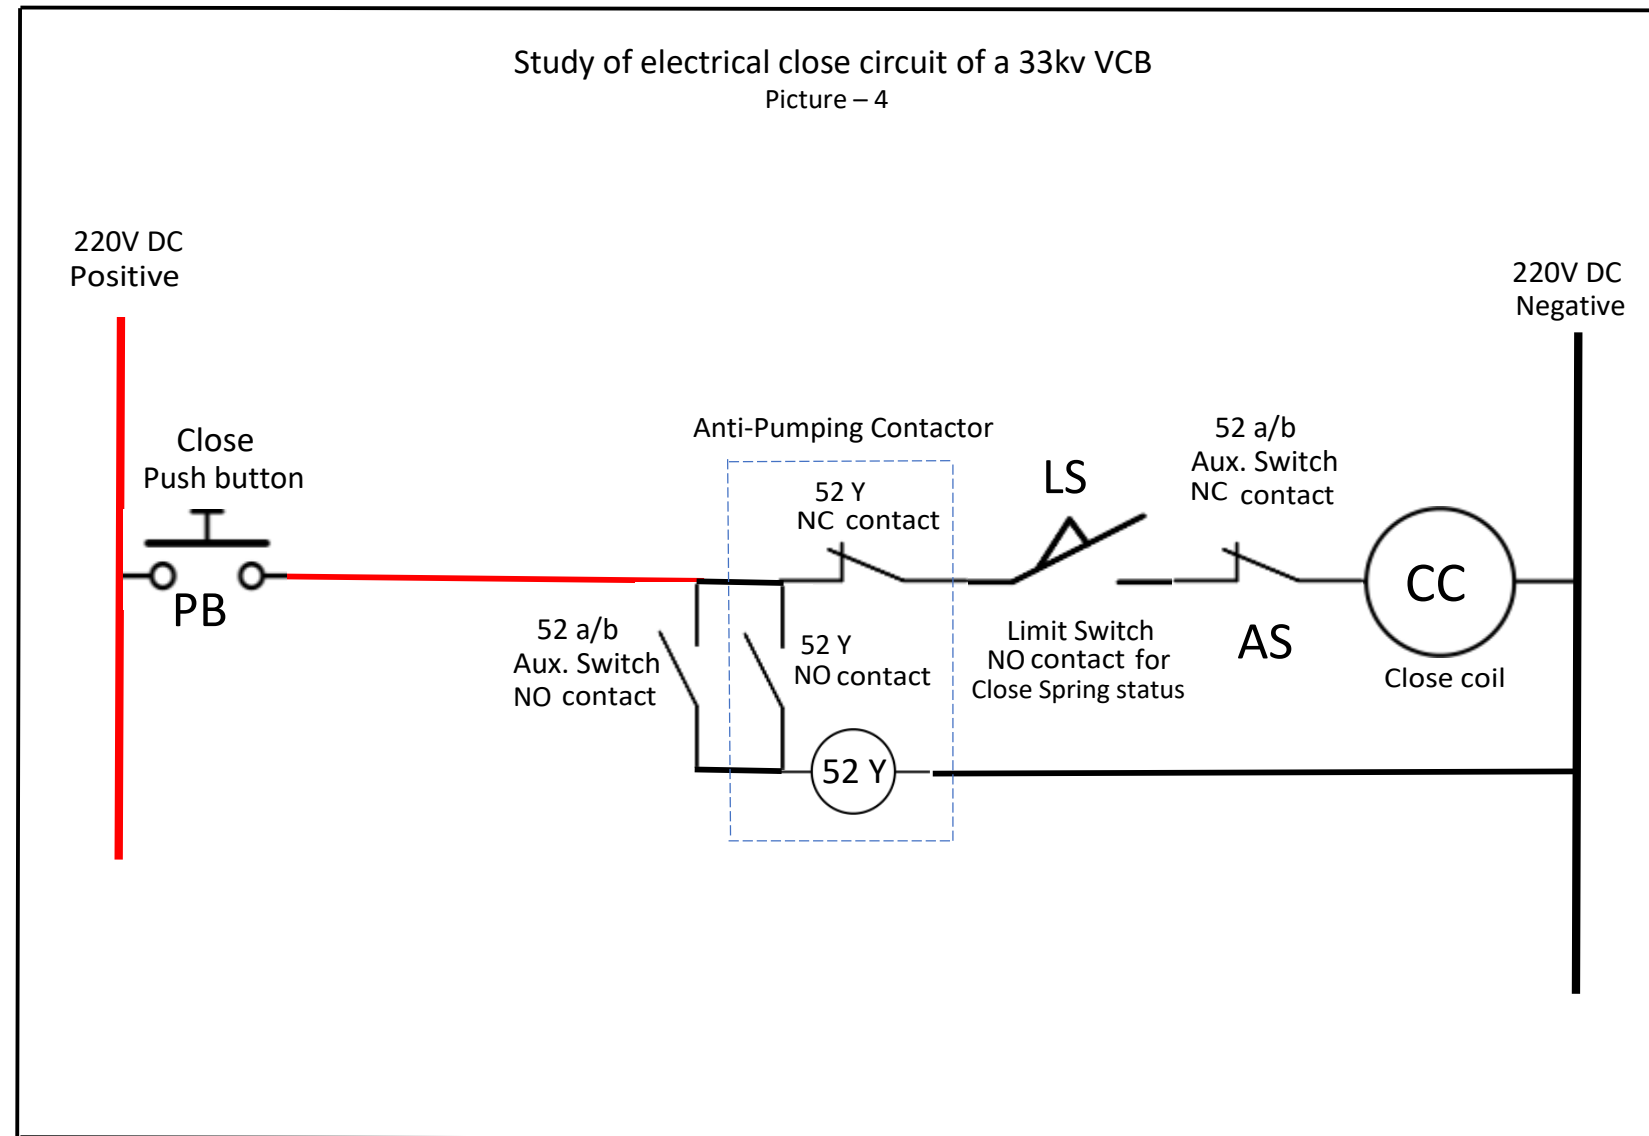 Study of electrical close circuit of a 33kv VCB
Picture – 4
220V DC
Positive
220V DC
Negative
Close
Push button
PB
Anti-Pumping Contactor
52 Y
NC contact
LS
52 a/b
Aux. Switch
NC contact
CC
AS
Close coil
52 a/b
Aux. Switch
NO contact
52 Y
NO contact
Limit Switch
NO contact for
Close Spring status
52 Y